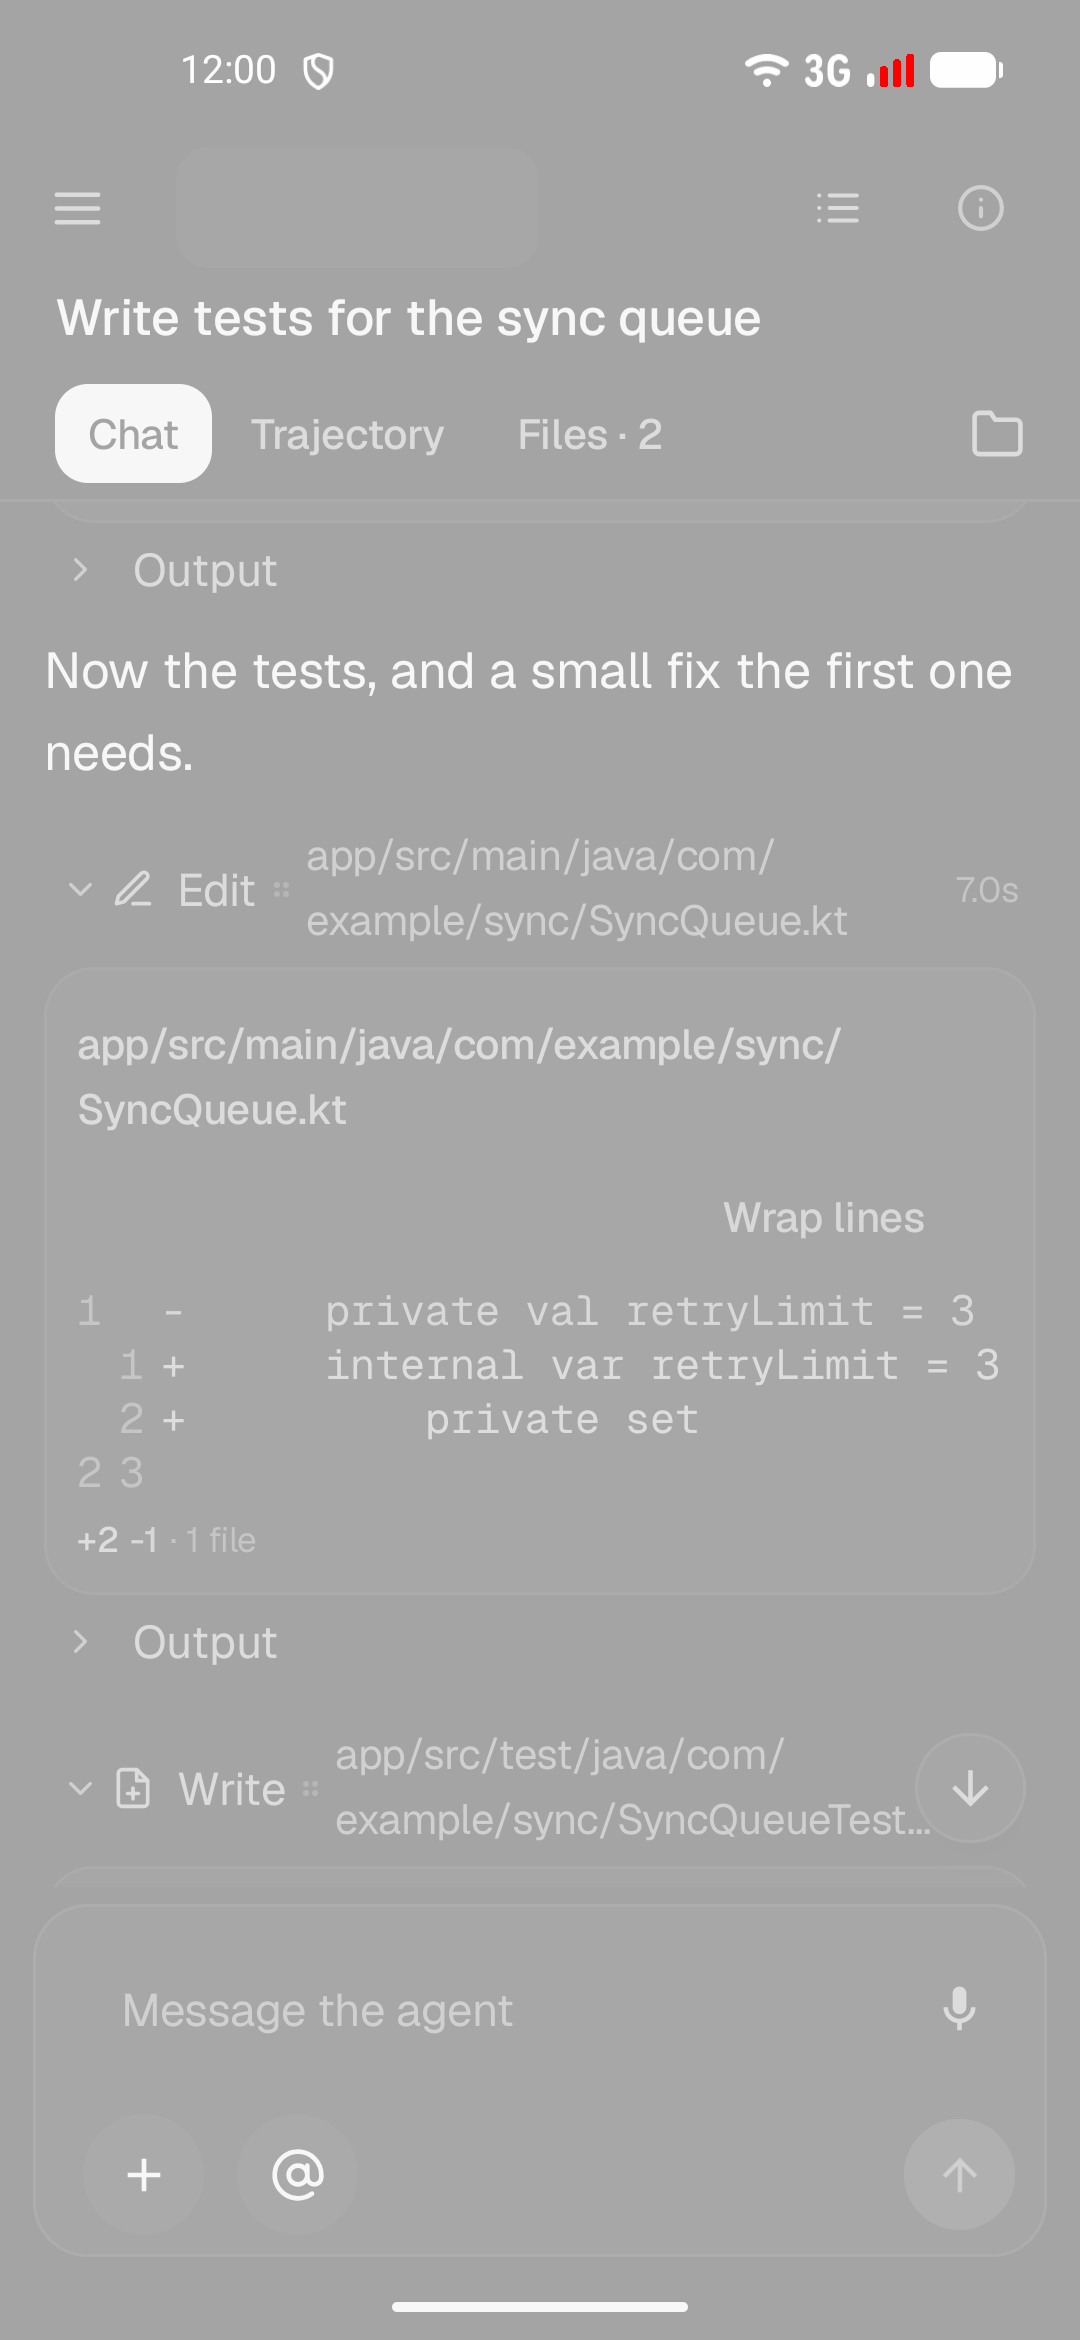 12:00
3G
Write tests for the sync queue
Chat
Trajectory
Files · 2
Output
Now the tests, and a small fix the first one
needs.
Edit
app/src/main/java/com/
example/sync/SyncQueue.kt
7.0s
app/src/main/java/com/example/sync/
SyncQueue.kt
Wrap lines
1 - private val retryLimit = 3
1 + internal var retryLimit = 3
2 + private set
2 3
+2 -1 · 1 file
Output
Write
app/src/test/java/com/
example/sync/SyncQueueTest...
Message the agent